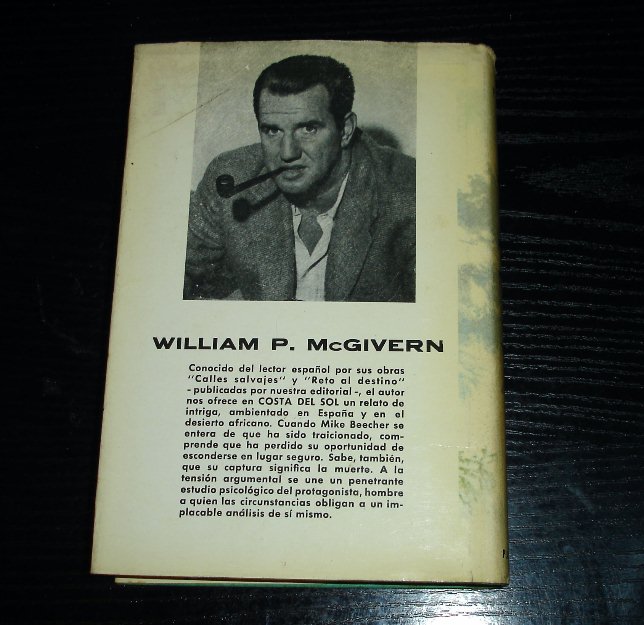 WILLIAM P. McGIVERN
Conocido del lector español por sus obras
"Calles salvajes" y "Reto al destino"
- publicadas por nuestra editorial -, el autor
nos ofrece en COSTA DEL SOL un relato de
intriga, ambientado en España y en el
desierto africano. Cuando Mike Beecher se
entera de que ha sido traicionado, com-
prende que ha perdido su oportunidad de
esconderse en lugar seguro. Sabe, también,
que su captura significa la muerte. A la
tensión argumental se une un penetrante
estudio psicológico del protagonista, hombre
a quien las circunstancias obligan a un im-
placable análisis de sí mismo.